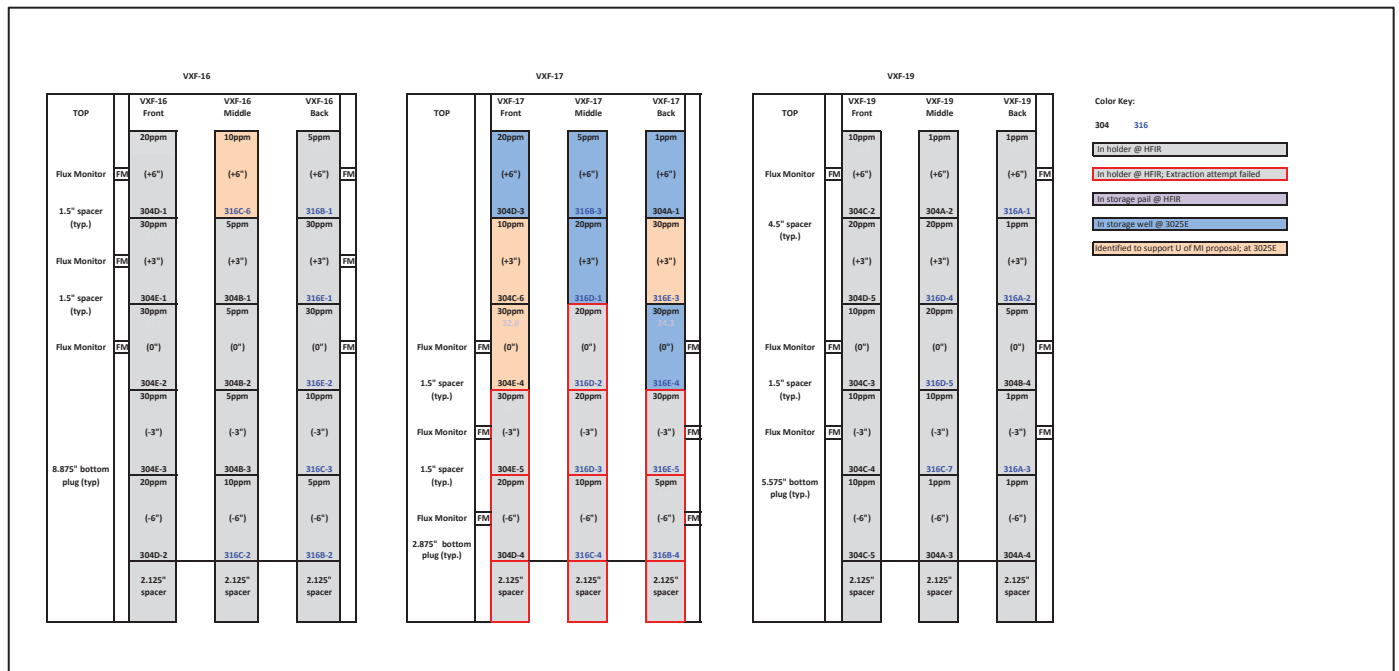 VXF-16
TOP
VXF-16 Front
VXF-16 Middle
VXF-16 Back
20ppm 10ppm 5ppm
Flux Monitor FM (+6") (+6") (+6") FM
304D-1 316C-6 316B-1
1.5" spacer (typ.)
30ppm 5ppm 30ppm
Flux Monitor FM (+3") (+3") (+3") FM
304E-1 304B-1 316E-1
1.5" spacer (typ.)
30ppm 5ppm 30ppm
Flux Monitor FM (0") (0") (0") FM
304E-2 304B-2 316E-2
30ppm 5ppm 10ppm
(-3") (-3") (-3")
8.875" bottom plug (typ)
304E-3 304B-3 316C-3
20ppm 10ppm 5ppm
(-6") (-6") (-6")
304D-2 316C-2 316B-2
2.125" spacer 2.125" spacer 2.125" spacer
VXF-17
TOP
VXF-17 Front
VXF-17 Middle
VXF-17 Back
20ppm 5ppm 1ppm
(+6") (+6") (+6")
304D-3 316B-3 304A-1
10ppm 20ppm 30ppm
(+3") (+3") (+3")
304C-6 316D-1 316E-3
30ppm 20ppm 30ppm
32.8 24.3
Flux Monitor FM (0") (0") (0") FM
1.5" spacer (typ.)
304E-4 316D-2 316E-4
30ppm 20ppm 30ppm
Flux Monitor FM (-3") (-3") (-3") FM
1.5" spacer (typ.)
304E-5 316D-3 316E-5
20ppm 10ppm 5ppm
Flux Monitor FM (-6") (-6") (-6") FM
2.875" bottom plug (typ.)
304D-4 316C-4 316B-4
2.125" spacer 2.125" spacer 2.125" spacer
VXF-19
TOP
VXF-19 Front
VXF-19 Middle
VXF-19 Back
10ppm 1ppm 1ppm
Flux Monitor FM (+6") (+6") (+6") FM
304C-2 304A-2 316A-1
4.5" spacer (typ.)
20ppm 20ppm 1ppm
(+3") (+3") (+3")
304D-5 316D-4 316A-2
10ppm 20ppm 5ppm
Flux Monitor FM (0") (0") (0") FM
1.5" spacer (typ.)
304C-3 316D-5 304B-4
10ppm 10ppm 1ppm
Flux Monitor FM (-3") (-3") (-3") FM
304C-4 316C-7 316A-3
5.575" bottom plug (typ.)
10ppm 1ppm 1ppm
(-6") (-6") (-6")
304C-5 304A-3 304A-4
2.125" spacer 2.125" spacer 2.125" spacer
Color Key:
304 316
In holder @ HFIR
In holder @ HFIR; Extraction attempt failed
In storage pail @ HFIR
In storage well @ 3025E
Identified to support U of MI proposal; at 3025E